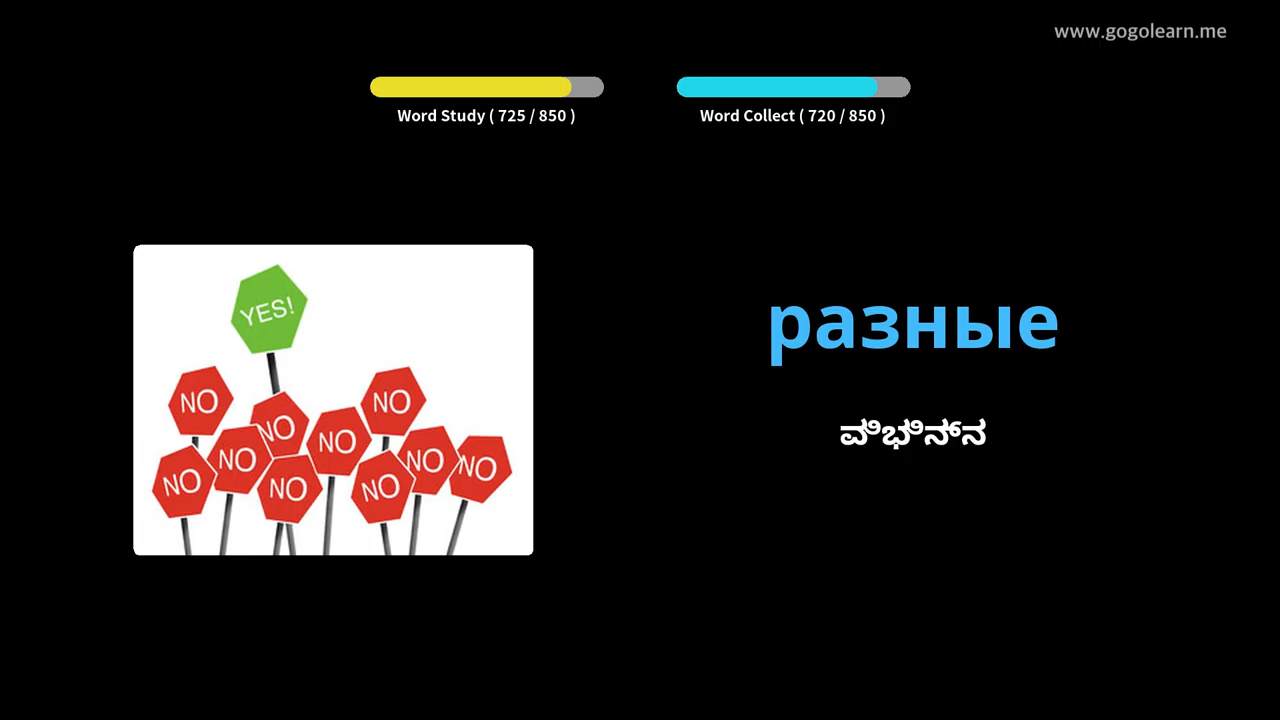 www.gogolearn.me
Word Study ( 725 / 850 )
Word Collect ( 720 / 850 )
YES!
NO
NO
NO
NO
NO
NO
NO
NO
NO
NO
разные
ವಿಭಿನ್ನ